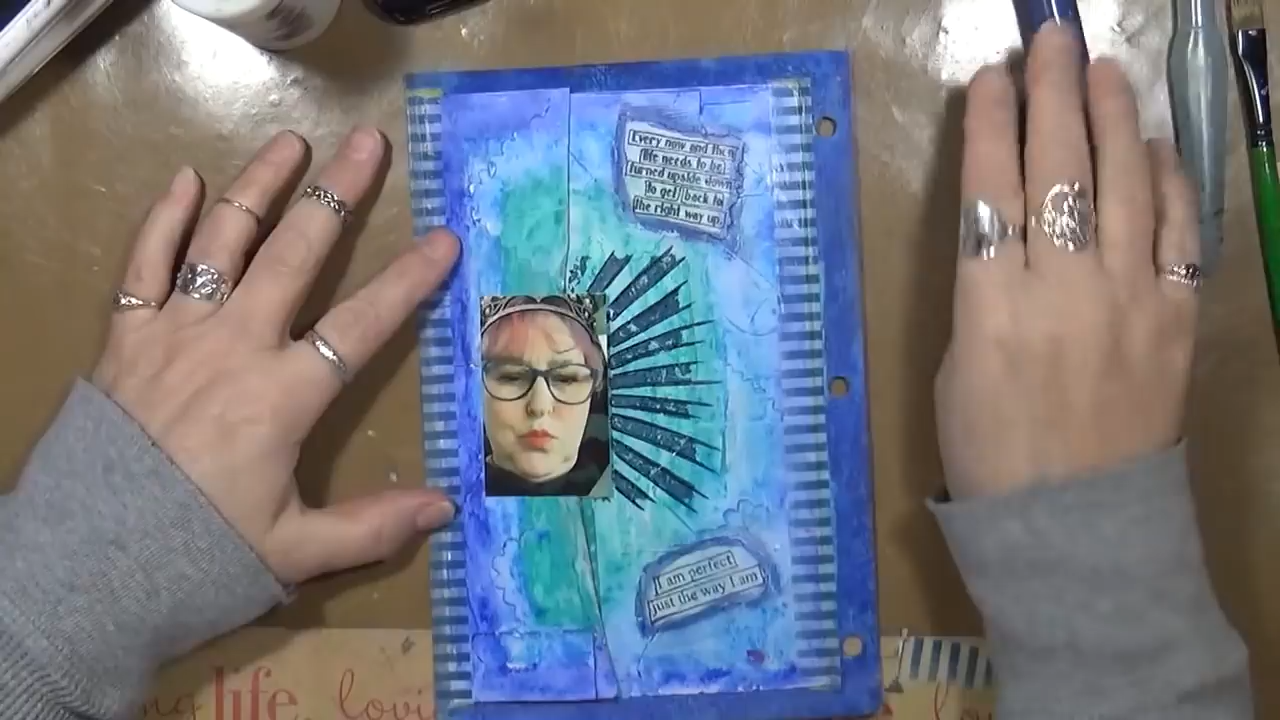 Every now and then
life needs to be
turned upside down
to get back to
the right way up.
I am perfect
just the way I am
life